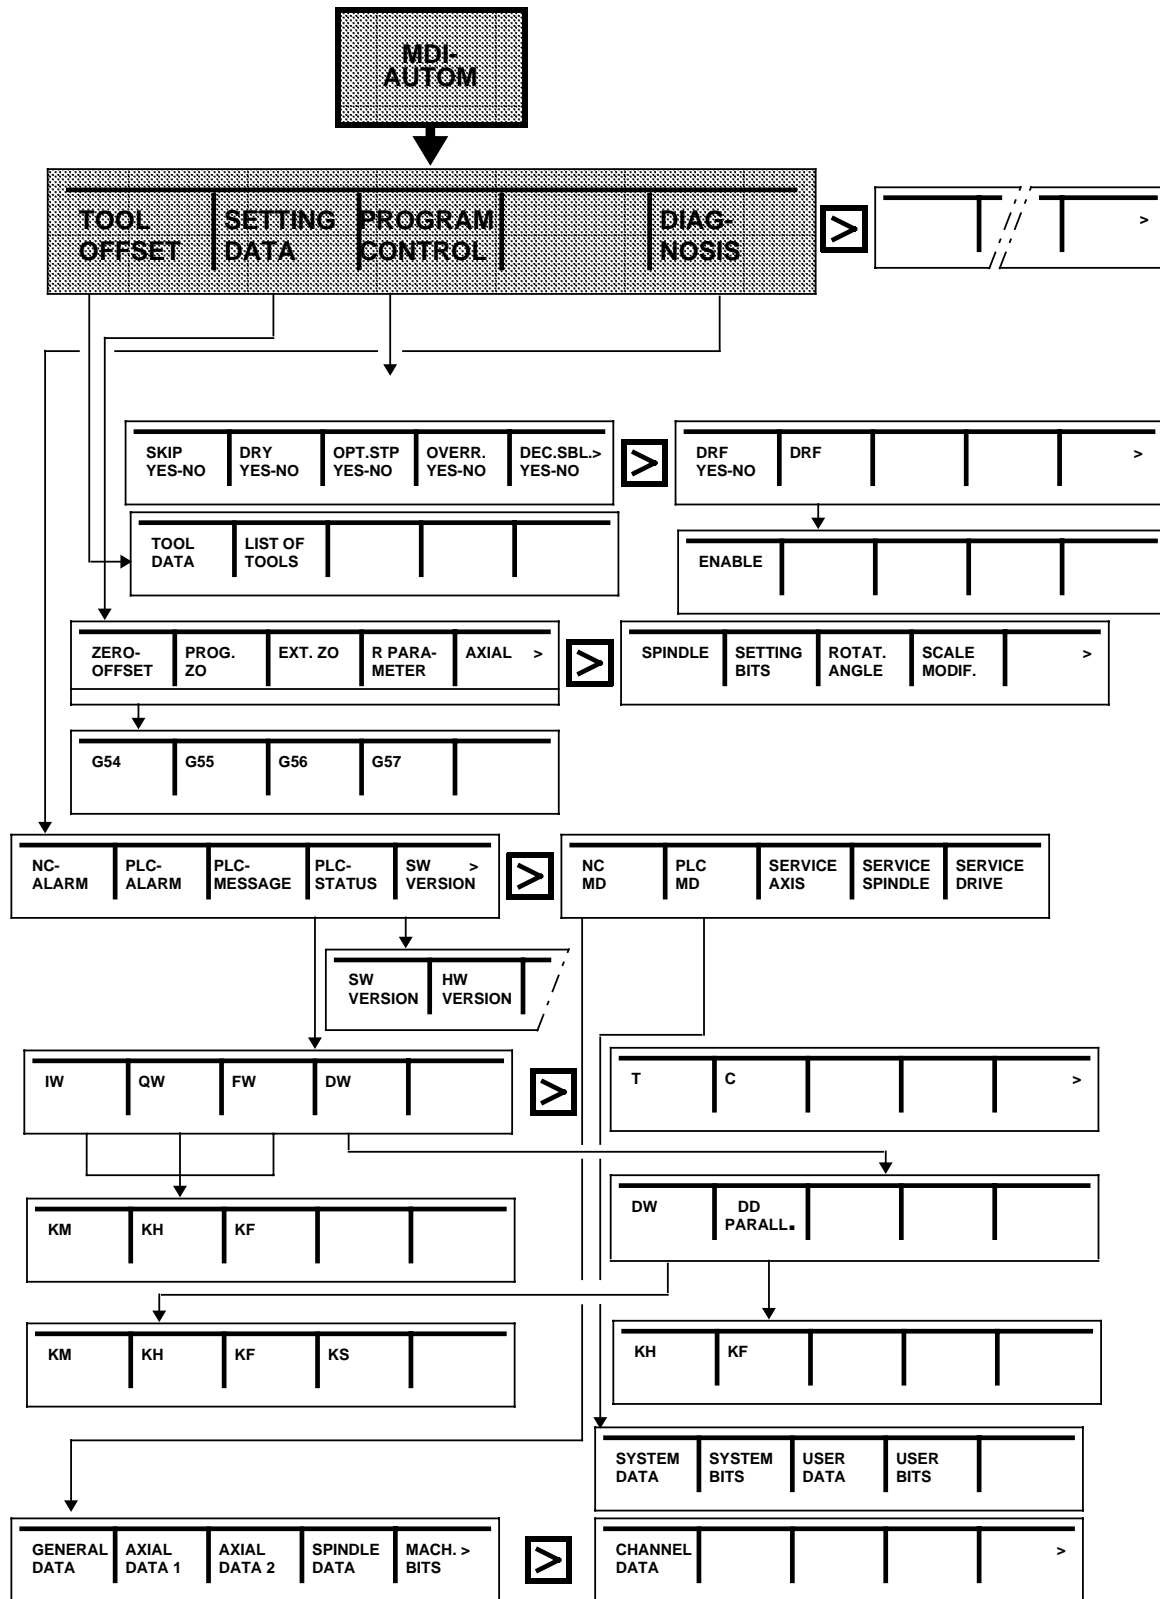 MDI-
AUTOM
TOOL OFFSET
SETTING DATA
PROGRAM CONTROL
DIAG-
NOSIS
>
>
SKIP YES-NO
DRY YES-NO
OPT.STP YES-NO
OVERR. YES-NO
DEC.SBL.> YES-NO
>
DRF YES-NO
DRF
>
TOOL DATA
LIST OF TOOLS
ENABLE
ZERO-
OFFSET
PROG. ZO
EXT. ZO
R PARA-
METER
AXIAL >
>
SPINDLE
SETTING BITS
ROTAT. ANGLE
SCALE MODIF.
>
G54
G55
G56
G57
NC-
ALARM
PLC-
ALARM
PLC-
MESSAGE
PLC-
STATUS
SW >
VERSION
>
NC MD
PLC MD
SERVICE AXIS
SERVICE SPINDLE
SERVICE DRIVE
SW VERSION
HW VERSION
IW
QW
FW
DW
>
T
C
>
DW
DD PARALL.
KM
KH
KF
KM
KH
KF
KS
KH
KF
SYSTEM DATA
SYSTEM BITS
USER DATA
USER BITS
GENERAL DATA
AXIAL DATA 1
AXIAL DATA 2
SPINDLE DATA
MACH. > BITS
>
CHANNEL DATA
>